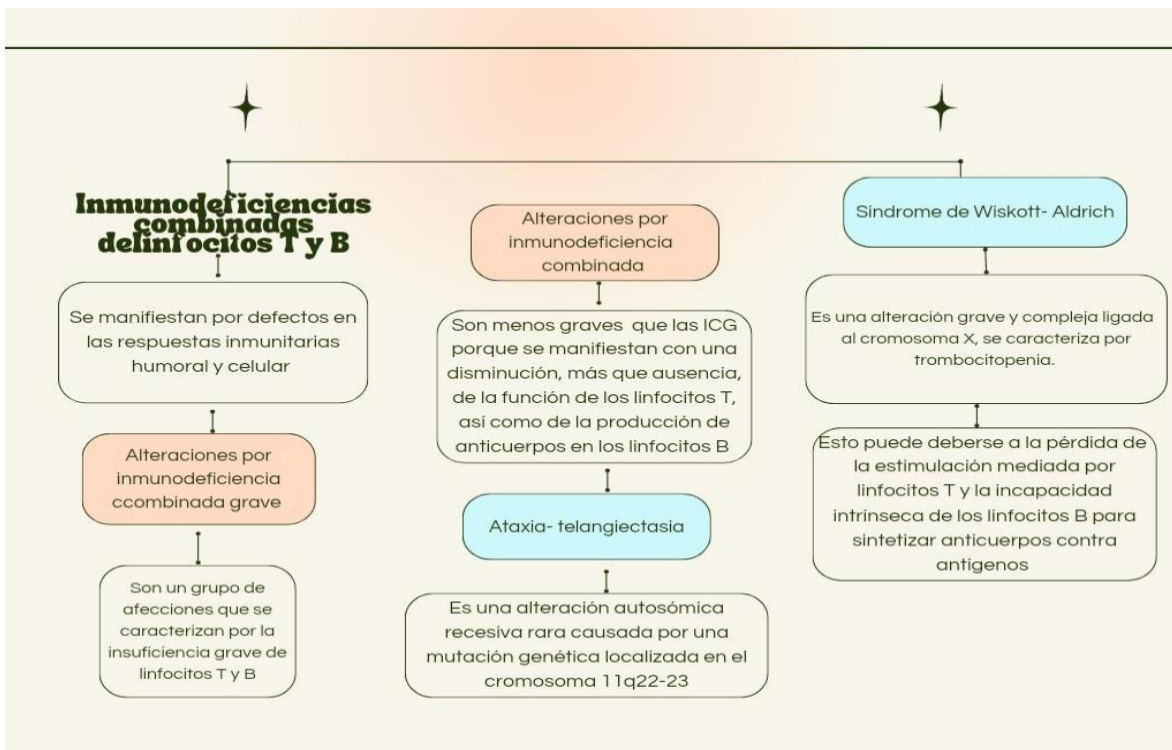 Inmunodeficiencias
combinadas
delinfocitos T y B
Se manifiestan por defectos en
las respuestas inmunitarias
humoral y celular
Alteraciones por
inmunodeficiencia
ccombinada grave
Son un grupo de
afecciones que se
caracterizan por la
insuficiencia grave de
linfocitos T y B
Alteraciones por
inmunodeficiencia
combinada
Son menos graves que las ICG
porque se manifiestan con una
disminución, más que ausencia,
de la función de los linfocitos T,
así como de la producción de
anticuerpos en los linfocitos B
Ataxia- telangiectasia
Es una alteración autosómica
recesiva rara causada por una
mutación genética localizada en el
cromosoma 11q22-23
Síndrome de Wiskott- Aldrich
Es una alteración grave y compleja ligada
al cromosoma X, se caracteriza por
trombocitopenia.
Esto puede deberse a la pérdida de
la estimulación mediada por
linfocitos T y la incapacidad
intrínseca de los linfocitos B para
sintetizar anticuerpos contra
antígenos